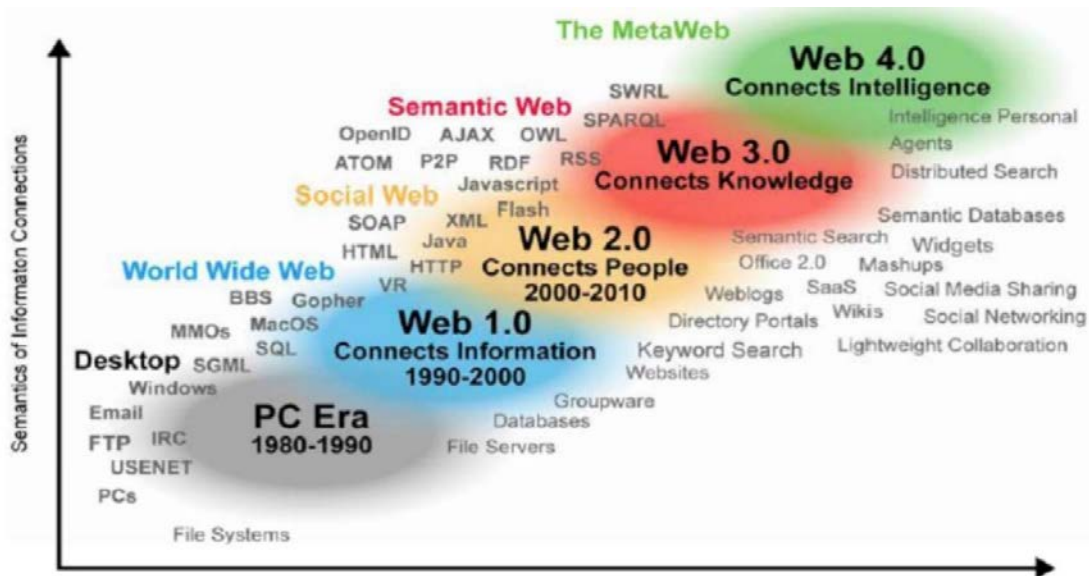 The MetaWeb
Web 4.0
Connects Intelligence
SWRL
Semantic Web
SPARQL
Intelligence Personal
Agents
OpenID AJAX OWL
Web 3.0
Connects Knowledge
ATOM P2P RDF RSS
Distributed Search
Javascript
Social Web
Flash
Semantic Databases
SOAP XML
Web 2.0
Connects People
2000-2010
Java
Semantic Search Widgets
HTML
HTTP
Office 2.0 Mashups
World Wide Web
VR
SaaS Social Media Sharing
Weblogs
BBS Gopher
Wikis Social Networking
Directory Portals
MMOs MacOS
Web 1.0
Connects Information
1990-2000
SQL
Keyword Search Lightweight Collaboration
Desktop SGML
Websites
Windows
Groupware
Email
PC Era
1980-1990
Databases
FTP IRC
File Servers
USENET
PCs
File Systems
Semantics of Informaton Connections